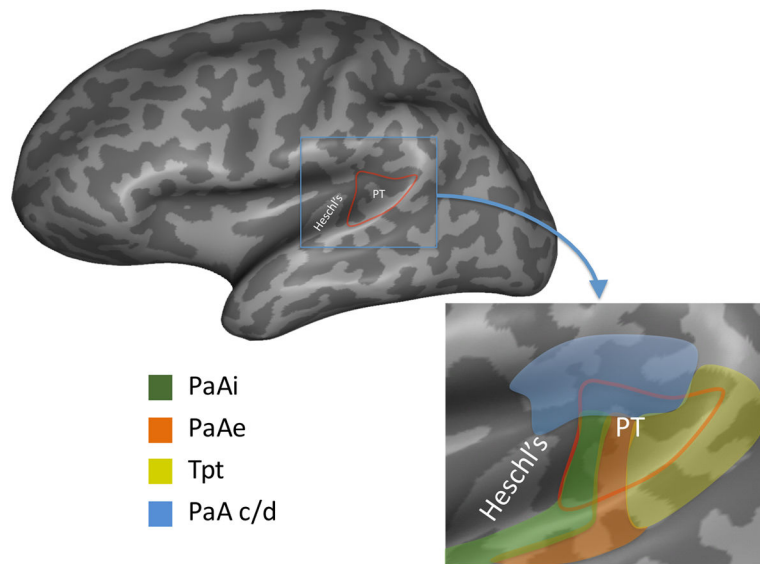 PT
Heschl's
PaAi
PaAe
Tpt
PaA c/d
PT
Heschl's